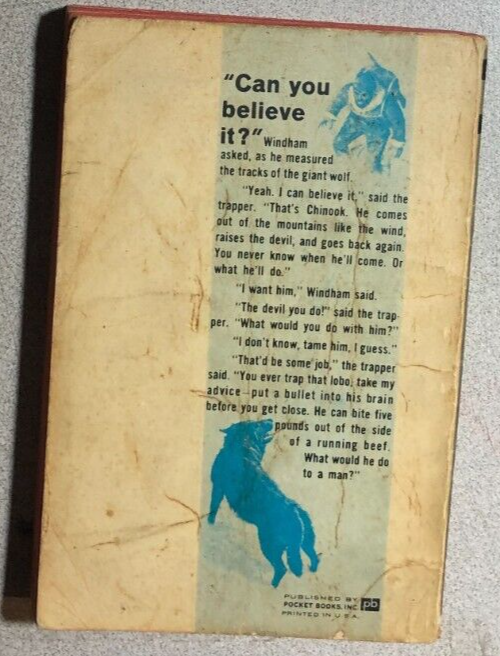 "Can you
believe
it?" Windham
asked, as he measured
the tracks of the giant wolf.
"Yeah. I can believe it," said the
trapper. "That's Chinook. He comes
out of the mountains like the wind,
raises the devil, and goes back again.
You never know when he'll come. Or
what he'll do."
"I want him," Windham said.
"The devil you do!" said the trap-
per. "What would you do with him?"
"I don't know, tame him, I guess."
"That'd be some job," the trapper
said. "You ever trap that lobo, take my
advice—put a bullet into his brain
before you get close. He can bite five
pounds out of the side
of a running beef.
What would he do
to a man?"
PUBLISHED BY
POCKET BOOKS, INC.
pb
PRINTED IN U.S.A.